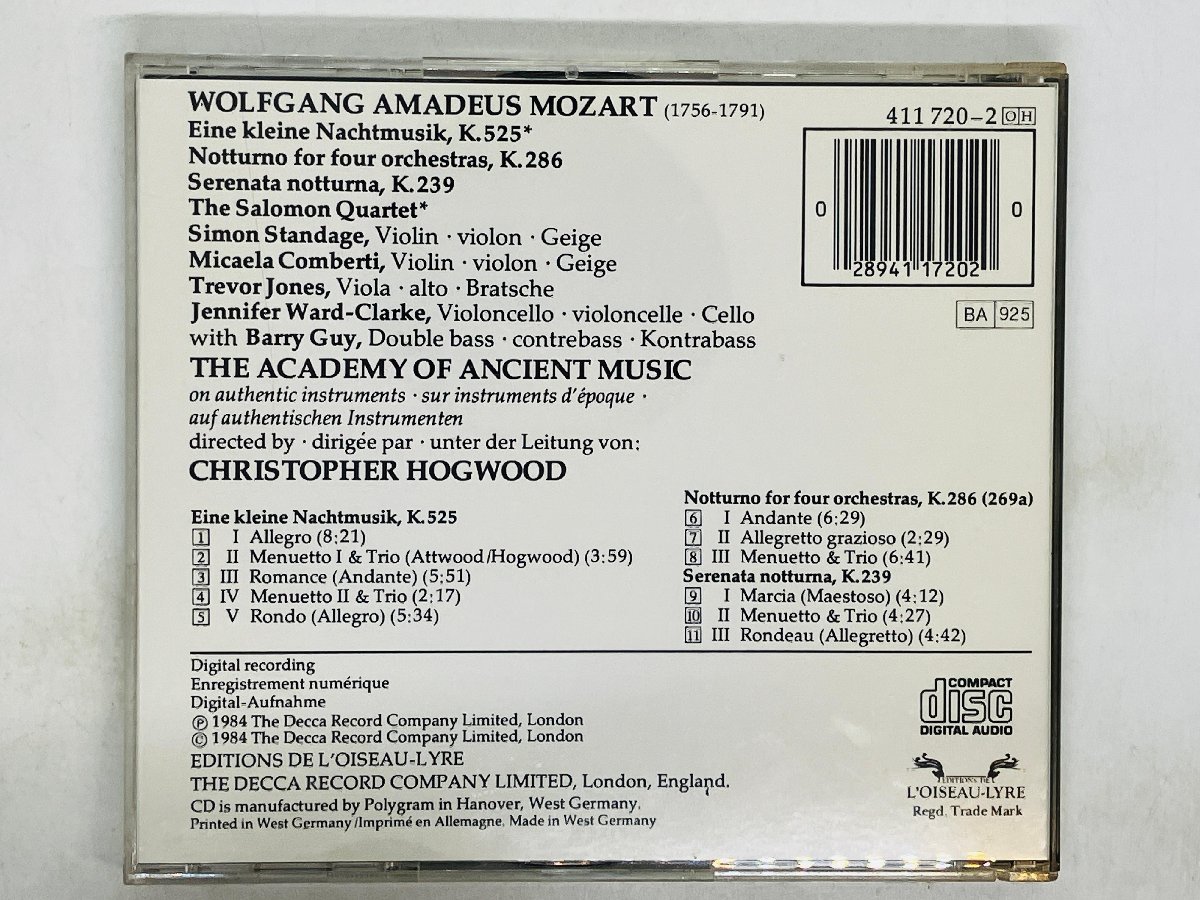 WOLFGANG AMADEUS MOZART (1756-1791)
Eine kleine Nachtmusik, K.525*
Notturno for four orchestras, K.286
Serenata notturna, K.239
The Salomon Quartet*
Simon Standage, Violin · violon · Geige
Micaela Comberti, Violin · violon · Geige
Trevor Jones, Viola · alto · Bratsche
Jennifer Ward-Clarke, Violoncello · violoncelle · Cello
with Barry Guy, Double bass · contrebass · Kontrabass
THE ACADEMY OF ANCIENT MUSIC
on authentic instruments · sur instruments d'époque ·
auf authentischen Instrumenten
directed by · dirigée par · unter der Leitung von:
CHRISTOPHER HOGWOOD
411 720-2 OH
0 28941 17202 0
BA 925
Eine kleine Nachtmusik, K.525
1 I Allegro (8:21)
2 II Menuetto I & Trio (Attwood/Hogwood) (3:59)
3 III Romance (Andante) (5:51)
4 IV Menuetto II & Trio (2:17)
5 V Rondo (Allegro) (5:34)
Notturno for four orchestras, K.286 (269a)
6 I Andante (6:29)
7 II Allegretto grazioso (2:29)
8 III Menuetto & Trio (6:41)
Serenata notturna, K.239
9 I Marcia (Maestoso) (4:12)
10 II Menuetto & Trio (4:27)
11 III Rondeau (Allegretto) (4:42)
Digital recording
Enregistrement numérique
Digital-Aufnahme
Ⓟ 1984 The Decca Record Company Limited, London
© 1984 The Decca Record Company Limited, London
EDITIONS DE L'OISEAU-LYRE
THE DECCA RECORD COMPANY LIMITED, London, England.
CD is manufactured by Polygram in Hanover, West Germany.
Printed in West Germany/Imprimé en Allemagne. Made in West Germany
COMPACT
disc
DIGITAL AUDIO
EDITIONS DE
L'OISEAU-LYRE
Regd. Trade Mark